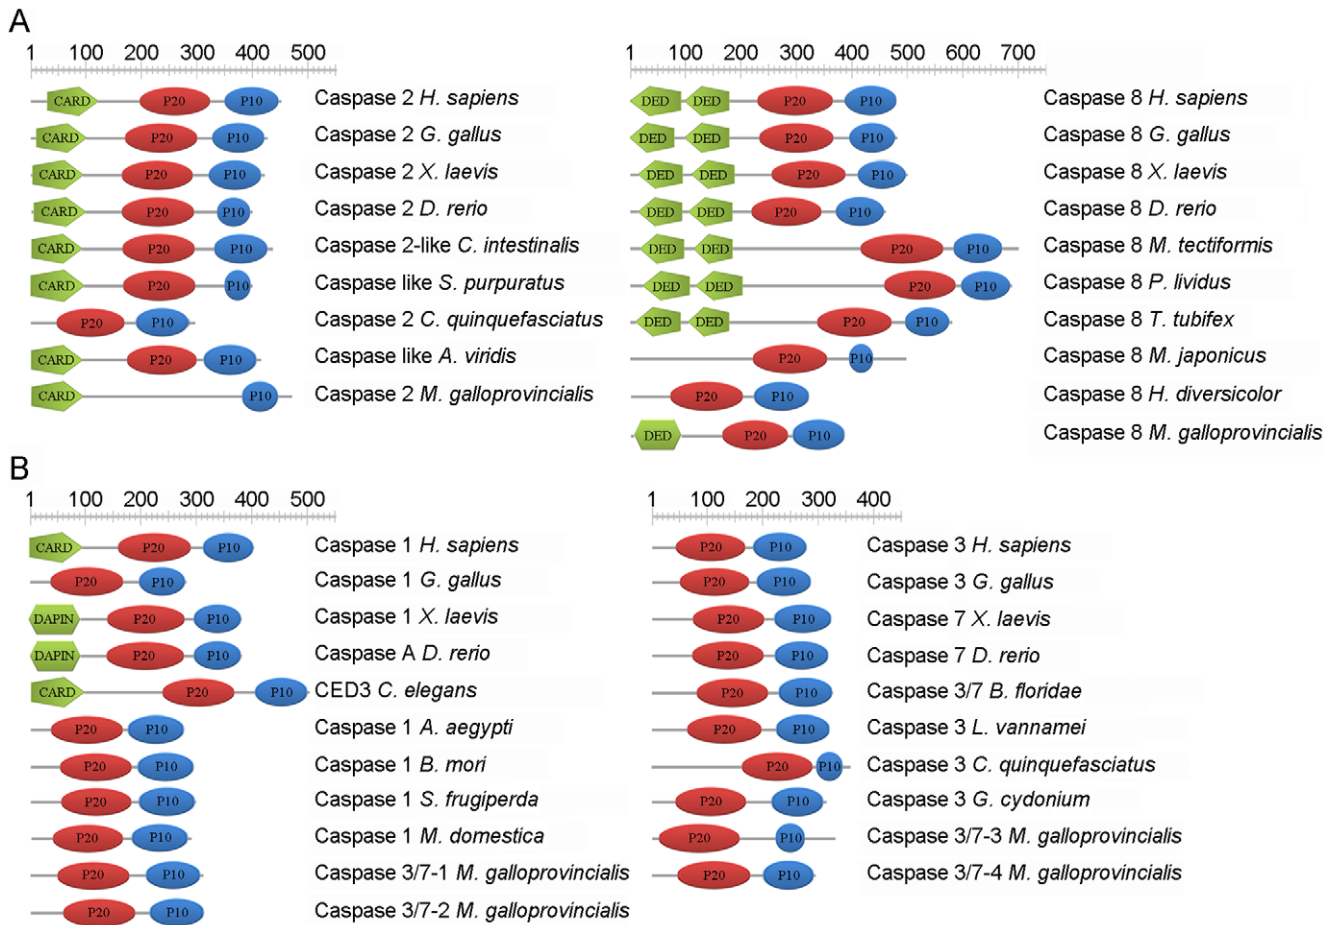 A
1 100 200 300 400 500
CARD P20 P10 Caspase 2 H. sapiens
CARD P20 P10 Caspase 2 G. gallus
CARD P20 P10 Caspase 2 X. laevis
CARD P20 P10 Caspase 2 D. rerio
CARD P20 P10 Caspase 2-like C. intestinalis
CARD P20 P10 Caspase like S. purpuratus
P20 P10 Caspase 2 C. quinquefasciatus
CARD P20 P10 Caspase like A. viridis
CARD P10 Caspase 2 M. galloprovincialis
1 100 200 300 400 500 600 700
DED DED P20 P10 Caspase 8 H. sapiens
DED DED P20 P10 Caspase 8 G. gallus
DED DED P20 P10 Caspase 8 X. laevis
DED DED P20 P10 Caspase 8 D. rerio
DED DED P20 P10 Caspase 8 M. tectiformis
DED DED P20 P10 Caspase 8 P. lividus
DED DED P20 P10 Caspase 8 T. tubifex
P20 P10 Caspase 8 M. japonicus
P20 P10 Caspase 8 H. diversicolor
DED P20 P10 Caspase 8 M. galloprovincialis
B
1 100 200 300 400 500
CARD P20 P10 Caspase 1 H. sapiens
P20 P10 Caspase 1 G. gallus
DAPIN P20 P10 Caspase 1 X. laevis
DAPIN P20 P10 Caspase A D. rerio
CARD P20 P10 CED3 C. elegans
P20 P10 Caspase 1 A. aegypti
P20 P10 Caspase 1 B. mori
P20 P10 Caspase 1 S. frugiperda
P20 P10 Caspase 1 M. domestica
P20 P10 Caspase 3/7-1 M. galloprovincialis
P20 P10 Caspase 3/7-2 M. galloprovincialis
1 100 200 300 400
P20 P10 Caspase 3 H. sapiens
P20 P10 Caspase 3 G. gallus
P20 P10 Caspase 7 X. laevis
P20 P10 Caspase 7 D. rerio
P20 P10 Caspase 3/7 B. floridae
P20 P10 Caspase 3 L. vannamei
P20 P10 Caspase 3 C. quinquefasciatus
P20 P10 Caspase 3 G. cydonium
P20 P10 Caspase 3/7-3 M. galloprovincialis
P20 P10 Caspase 3/7-4 M. galloprovincialis